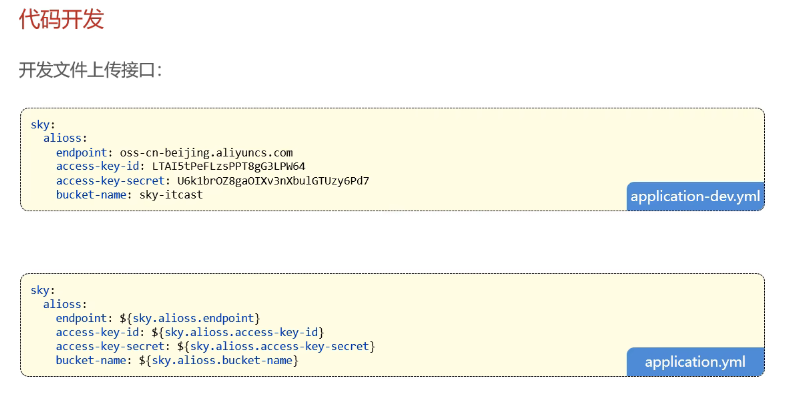 代码开发
开发文件上传接口：
sky:
  alioss:
    endpoint: oss-cn-beijing.aliyuncs.com
    access-key-id: LTAI5tPeFLzsPPT8gG3LPW64
    access-key-secret: U6k1brOZ8gaOIXv3nXbulGTUzy6Pd7
    bucket-name: sky-itcast
application-dev.yml
sky:
  alioss:
    endpoint: ${sky.alioss.endpoint}
    access-key-id: ${sky.alioss.access-key-id}
    access-key-secret: ${sky.alioss.access-key-secret}
    bucket-name: ${sky.alioss.bucket-name}
application.yml